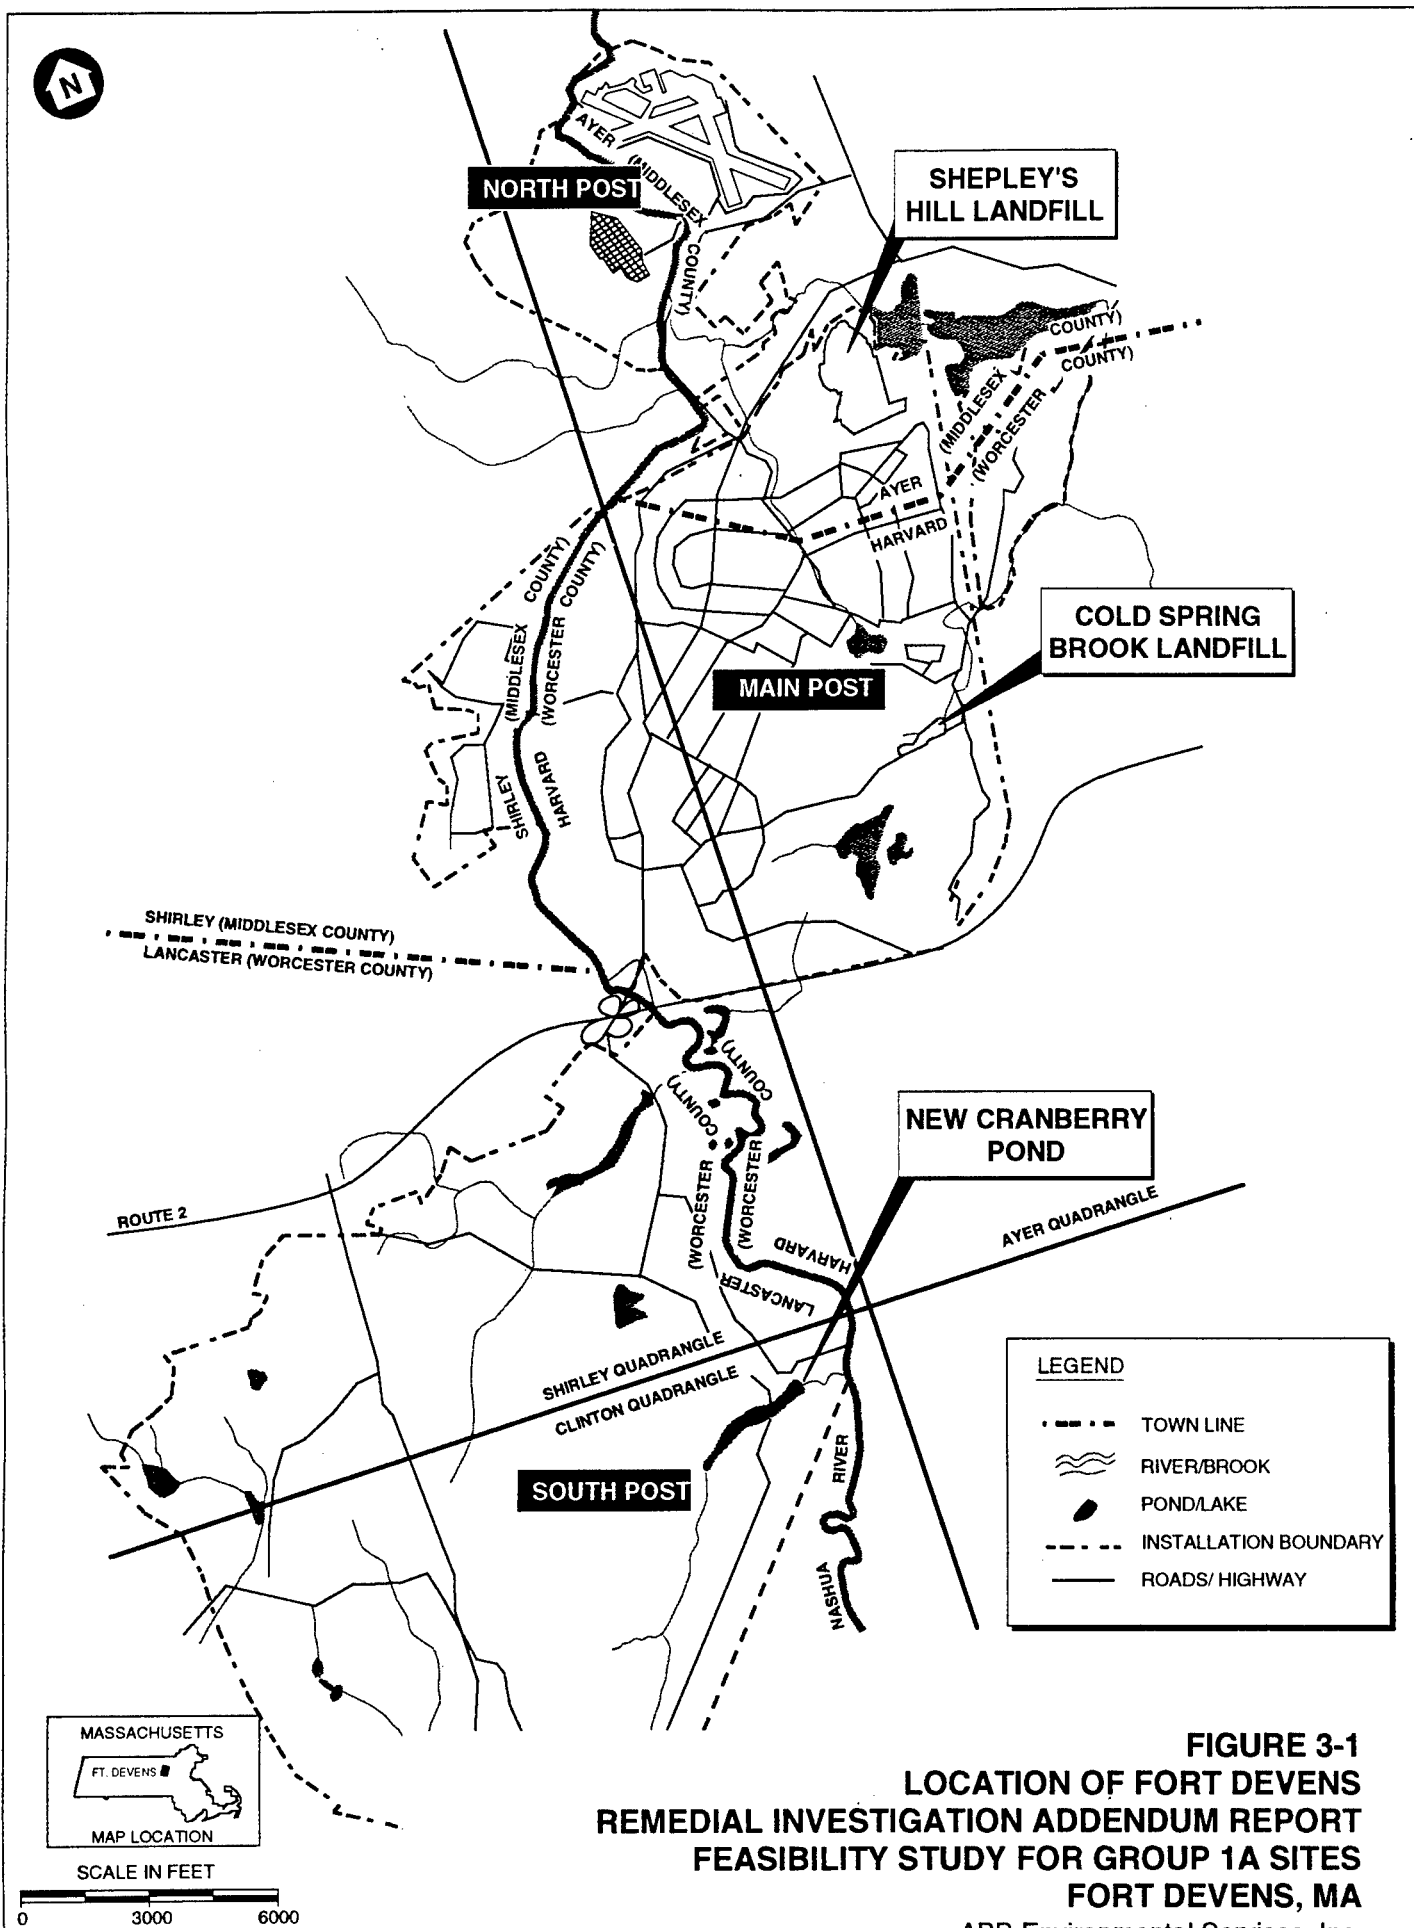 N
AYER
(MIDDLESEX
COUNTY)
NORTH POST
SHEPLEY'S
HILL LANDFILL
COUNTY)
COUNTY)
(MIDDLESEX
(WORCESTER
AYER
HARVARD
COUNTY)
COUNTY)
(MIDDLESEX
(WORCESTER
COLD SPRING
BROOK LANDFILL
MAIN POST
SHIRLEY
HARVARD
SHIRLEY (MIDDLESEX COUNTY)
LANCASTER (WORCESTER COUNTY)
COUNTY)
COUNTY)
(WORCESTER
(WORCESTER
NEW CRANBERRY
POND
ROUTE 2
HARVARD
LANCASTER
AYER QUADRANGLE
SHIRLEY QUADRANGLE
CLINTON QUADRANGLE
SOUTH POST
RIVER
NASHUA
LEGEND
TOWN LINE
RIVER/BROOK
POND/LAKE
INSTALLATION BOUNDARY
ROADS/ HIGHWAY
MASSACHUSETTS
FT. DEVENS
MAP LOCATION
SCALE IN FEET
0 3000 6000
FIGURE 3-1
LOCATION OF FORT DEVENS
REMEDIAL INVESTIGATION ADDENDUM REPORT
FEASIBILITY STUDY FOR GROUP 1A SITES
FORT DEVENS, MA
ABB Environmental Services, Inc.